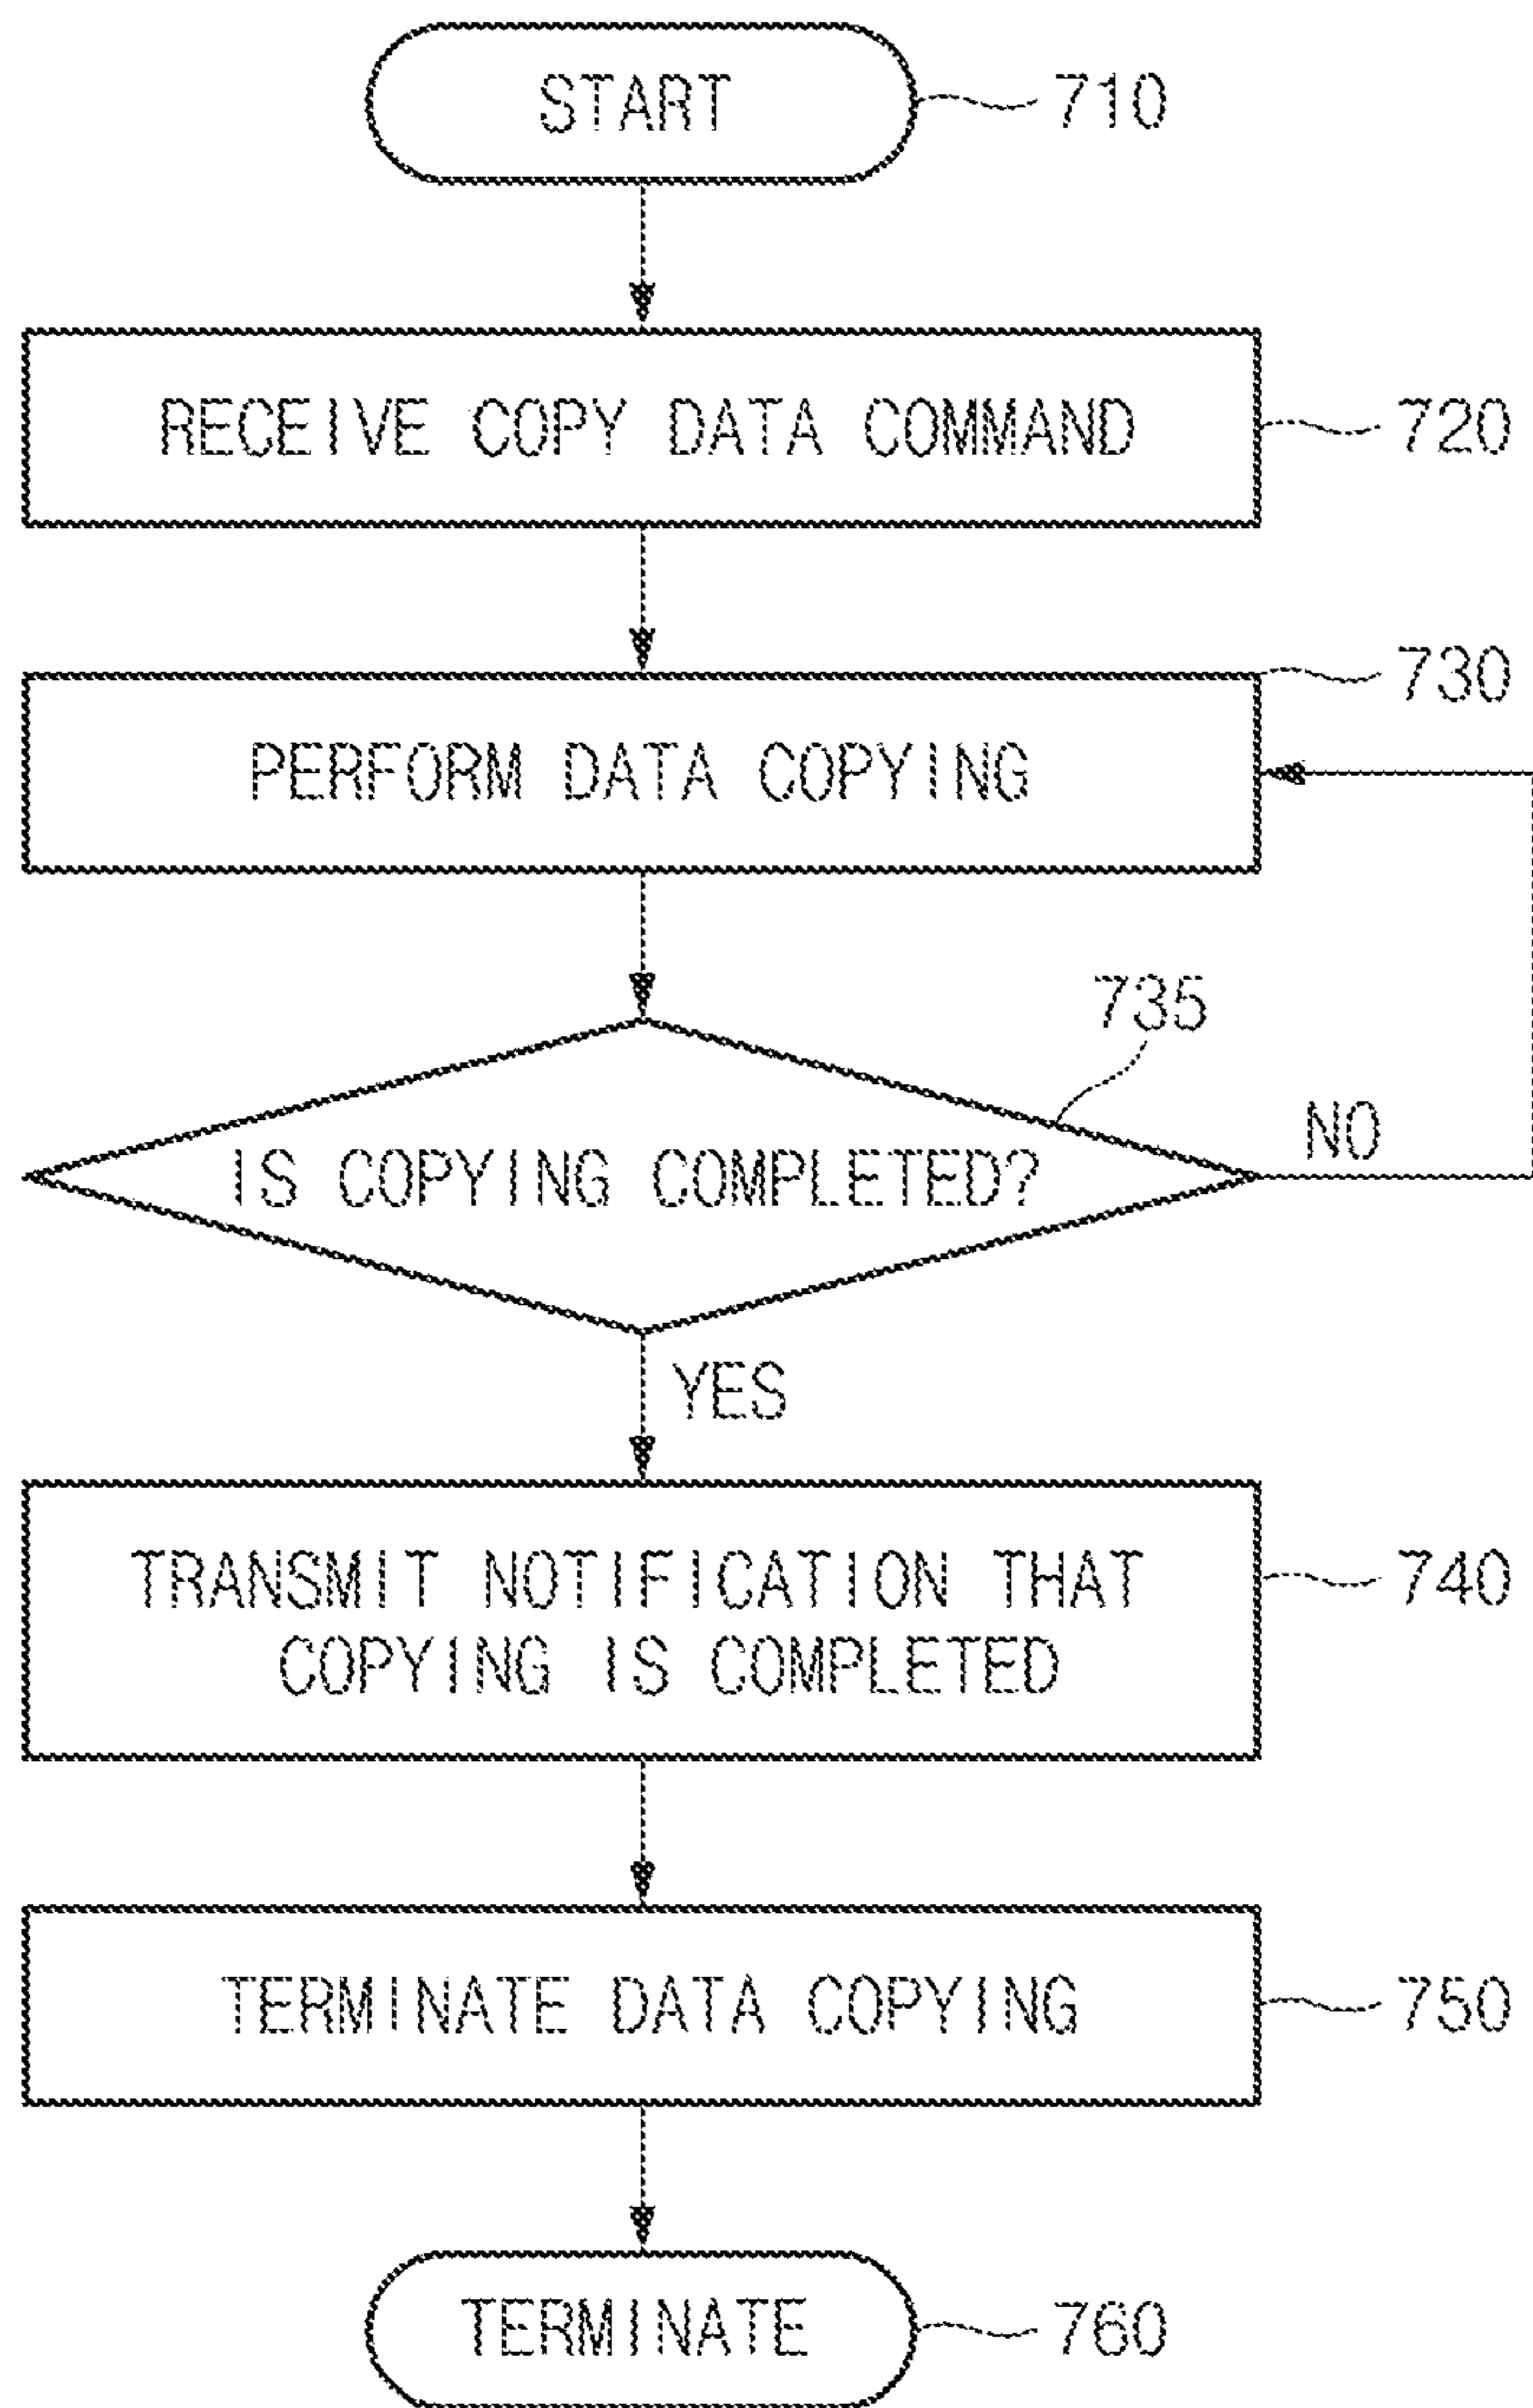 START 710
RECEIVE COPY DATA COMMAND 720
730
PERFORM DATA COPYING
735
IS COPYING COMPLETED? NO
YES
TRANSMIT NOTIFICATION THAT
COPYING IS COMPLETED 740
TERMINATE DATA COPYING 750
TERMINATE 760